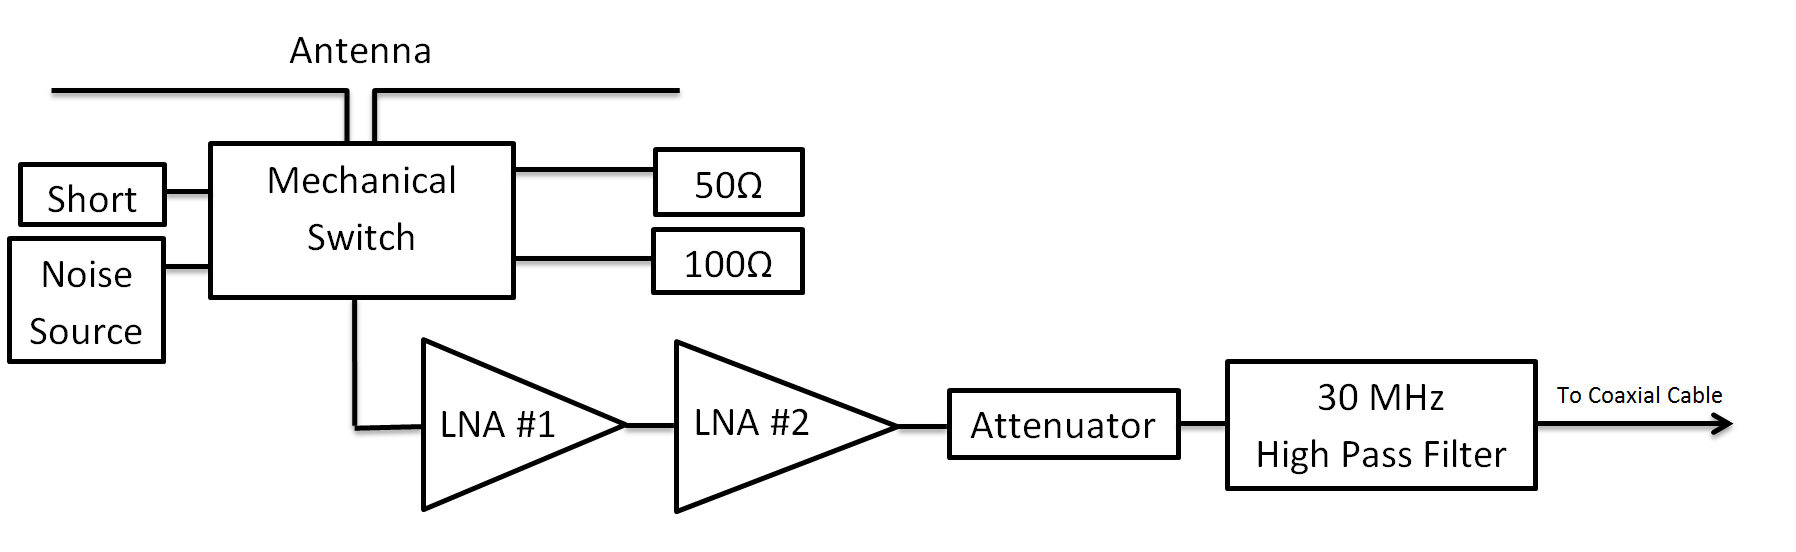 Antenna
Mechanical
Switch
Short
Noise
Source
50Ω
100Ω
LNA #1
LNA #2
Attenuator
30 MHz
High Pass Filter
To Coaxial Cable